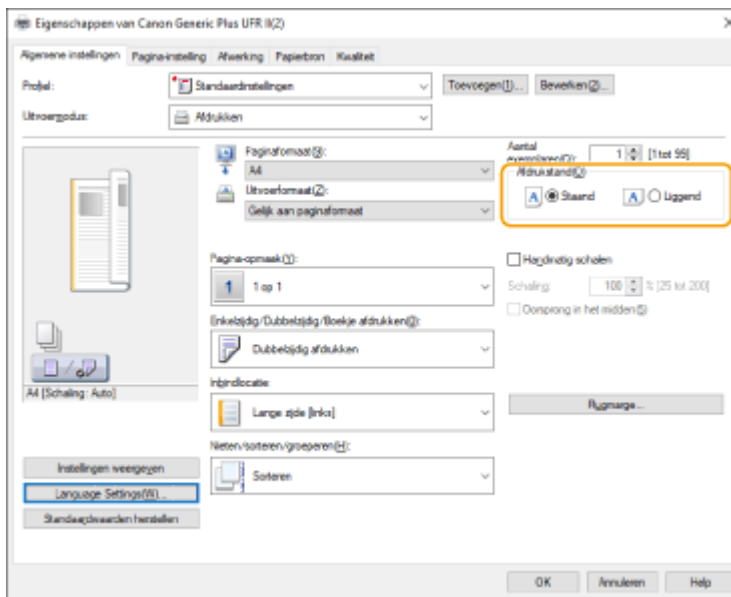 Eigenschappen van Canon Generic Plus UFR II(2)
Algemene instellingen Pagina-instelling Afwerking Papierbron Kwaliteit
Profiel: Standaardinstellingen Toevoegen(1)... Bewerken(2)...
Uitvoermodus: Afdrukken
Paginaformaat(3):
A4
Uitvoerformaat(Z):
Gelijk aan paginaformaat
Aantal
exemplaren(C): 1 [1 tot 99]
Afdrukstand(O)
A Staand A Liggend
Pagina-opmaak(Y):
1 1 op 1
Handmatig schalen
Schaling: 100 % [25 tot 200]
Oorsprong in het midden(5)
Enkelzijdig/Dubbelzijdig/Boekje afdrukken(2):
Dubbelzijdig afdrukken
A4 [Schaling: Auto]
Inbindlocatie:
Lange zijde [links]
Rugmarge...
Nieten/sorteren/groeperen(H):
Sorteren
Instellingen weergeven
Language Settings(W)...
Standaardwaarden herstellen
OK Annuleren Help